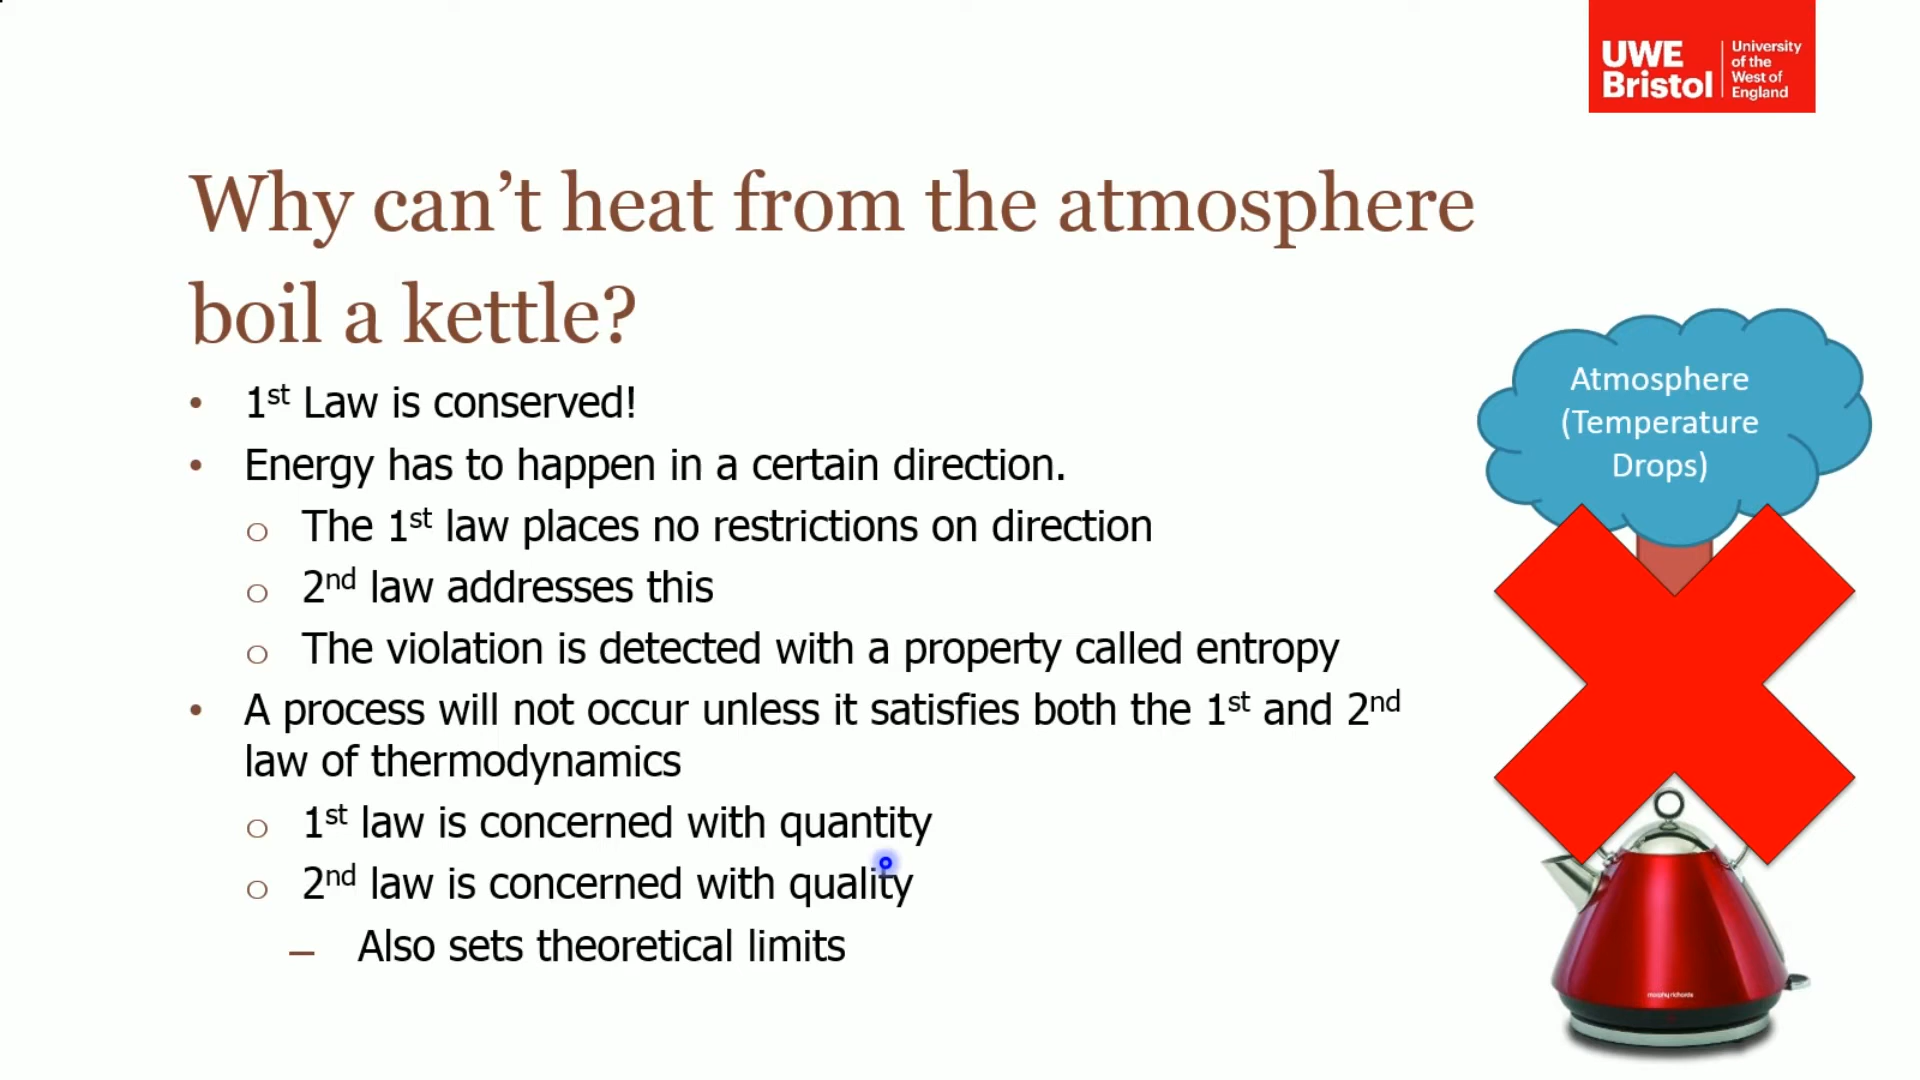 UWE
Bristol
University
of the
West of
England
Why can’t heat from the atmosphere
boil a kettle?
• 1st Law is conserved!
• Energy has to happen in a certain direction.
o The 1st law places no restrictions on direction
o 2nd law addresses this
o The violation is detected with a property called entropy
• A process will not occur unless it satisfies both the 1st and 2nd
law of thermodynamics
o 1st law is concerned with quantity
o 2nd law is concerned with quality
– Also sets theoretical limits
Atmosphere
(Temperature
Drops)
morphy richards